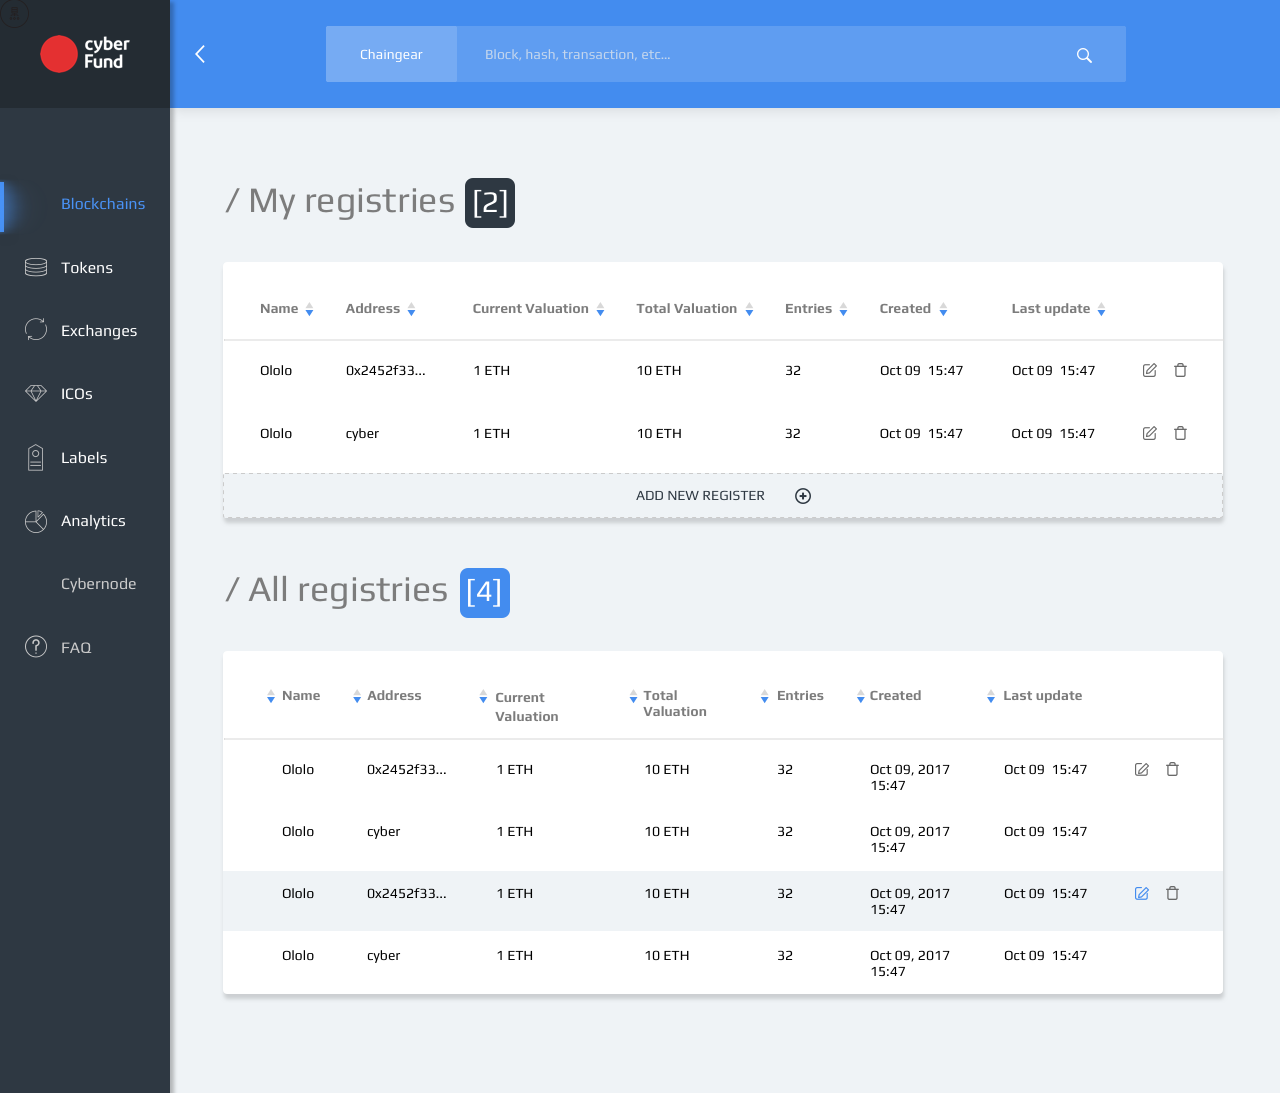 cyber
Fund
Chaingear
Block, hash, transaction, etc...
Blockchains
Tokens
Exchanges
ICOs
Labels
Analytics
Cybernode
FAQ
/ My registries [2]
Name Address Current Valuation Total Valuation Entries Created Last update
Ololo 0x2452f33... 1 ETH 10 ETH 32 Oct 09 15:47 Oct 09 15:47
Ololo cyber 1 ETH 10 ETH 32 Oct 09 15:47 Oct 09 15:47
ADD NEW REGISTER
/ All registries [4]
Name Address Current Valuation Total Valuation Entries Created Last update
Ololo 0x2452f33... 1 ETH 10 ETH 32 Oct 09, 2017 15:47 Oct 09 15:47
Ololo cyber 1 ETH 10 ETH 32 Oct 09, 2017 15:47 Oct 09 15:47
Ololo 0x2452f33... 1 ETH 10 ETH 32 Oct 09, 2017 15:47 Oct 09 15:47
Ololo cyber 1 ETH 10 ETH 32 Oct 09, 2017 15:47 Oct 09 15:47